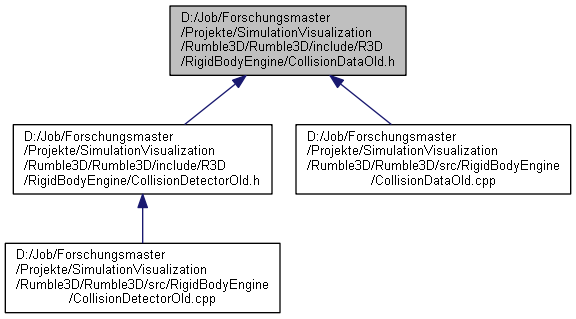 D:/Job/Forschungsmaster
/Projekte/SimulationVisualization
/Rumble3D/Rumble3D/include/R3D
/RigidBodyEngine/CollisionDataOld.h
D:/Job/Forschungsmaster
/Projekte/SimulationVisualization
/Rumble3D/Rumble3D/include/R3D
/RigidBodyEngine/CollisionDetectorOld.h
D:/Job/Forschungsmaster
/Projekte/SimulationVisualization
/Rumble3D/Rumble3D/src/RigidBodyEngine
/CollisionDataOld.cpp
D:/Job/Forschungsmaster
/Projekte/SimulationVisualization
/Rumble3D/Rumble3D/src/RigidBodyEngine
/CollisionDetectorOld.cpp